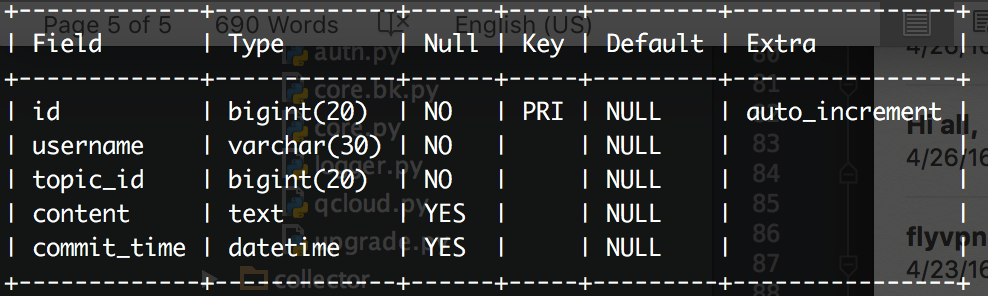 Page 5 of 5 690 Words English (US)
+-------------+-------------+------+-----+---------+----------------+
| Field | Type | Null | Key | Default | Extra |
+-------------+-------------+------+-----+---------+----------------+
| id | bigint(20) | NO | PRI | NULL | auto_increment |
| username | varchar(30) | NO | | NULL | |
| topic_id | bigint(20) | NO | | NULL | |
| content | text | YES | | NULL | |
| commit_time | datetime | YES | | NULL | |
+-------------+-------------+------+-----+---------+----------------+
auth.py
core.bk.py
core.py
logger.py
qcloud.py
upgrade.py
collector
80
81
83
84
85
86
87
88
4/26/16
Hi all,
4/26/16
flyvpn
4/23/16